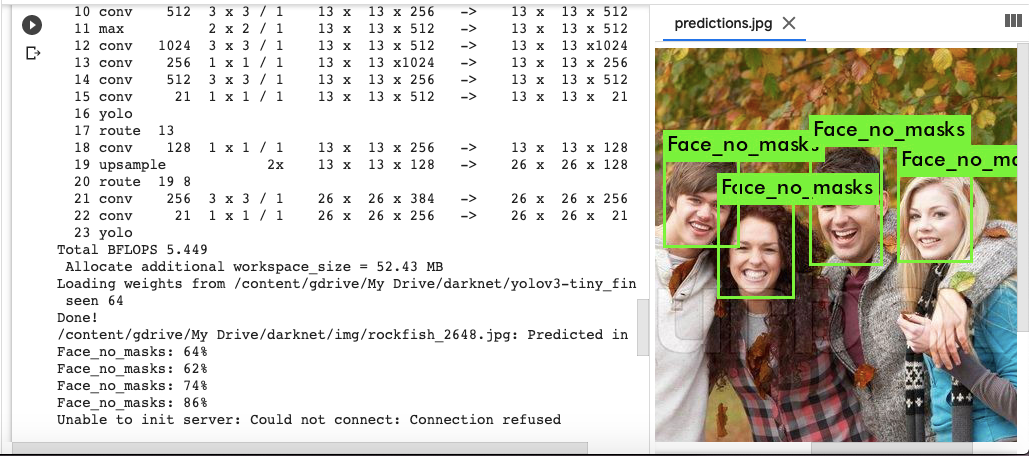 10 conv 512 3 x 3 / 1 13 x 13 x 256 -> 13 x 13 x 512
11 max 2 x 2 / 1 13 x 13 x 512 -> 13 x 13 x 512
12 conv 1024 3 x 3 / 1 13 x 13 x 512 -> 13 x 13 x1024
13 conv 256 1 x 1 / 1 13 x 13 x1024 -> 13 x 13 x 256
14 conv 512 3 x 3 / 1 13 x 13 x 256 -> 13 x 13 x 512
15 conv 21 1 x 1 / 1 13 x 13 x 512 -> 13 x 13 x 21
16 yolo
17 route 13
18 conv 128 1 x 1 / 1 13 x 13 x 256 -> 13 x 13 x 128
19 upsample 2x 13 x 13 x 128 -> 26 x 26 x 128
20 route 19 8
21 conv 256 3 x 3 / 1 26 x 26 x 384 -> 26 x 26 x 256
22 conv 21 1 x 1 / 1 26 x 26 x 256 -> 26 x 26 x 21
23 yolo
Total BFLOPS 5.449
Allocate additional workspace_size = 52.43 MB
Loading weights from /content/gdrive/My Drive/darknet/yolov3-tiny_fin
seen 64
Done!
/content/gdrive/My Drive/darknet/img/rockfish_2648.jpg: Predicted in
Face_no_masks: 64%
Face_no_masks: 62%
Face_no_masks: 74%
Face_no_masks: 86%
Unable to init server: Could not connect: Connection refused
predictions.jpg
Face_no_masks
Face_no_masks
Face_no_ma
Face_no_masks